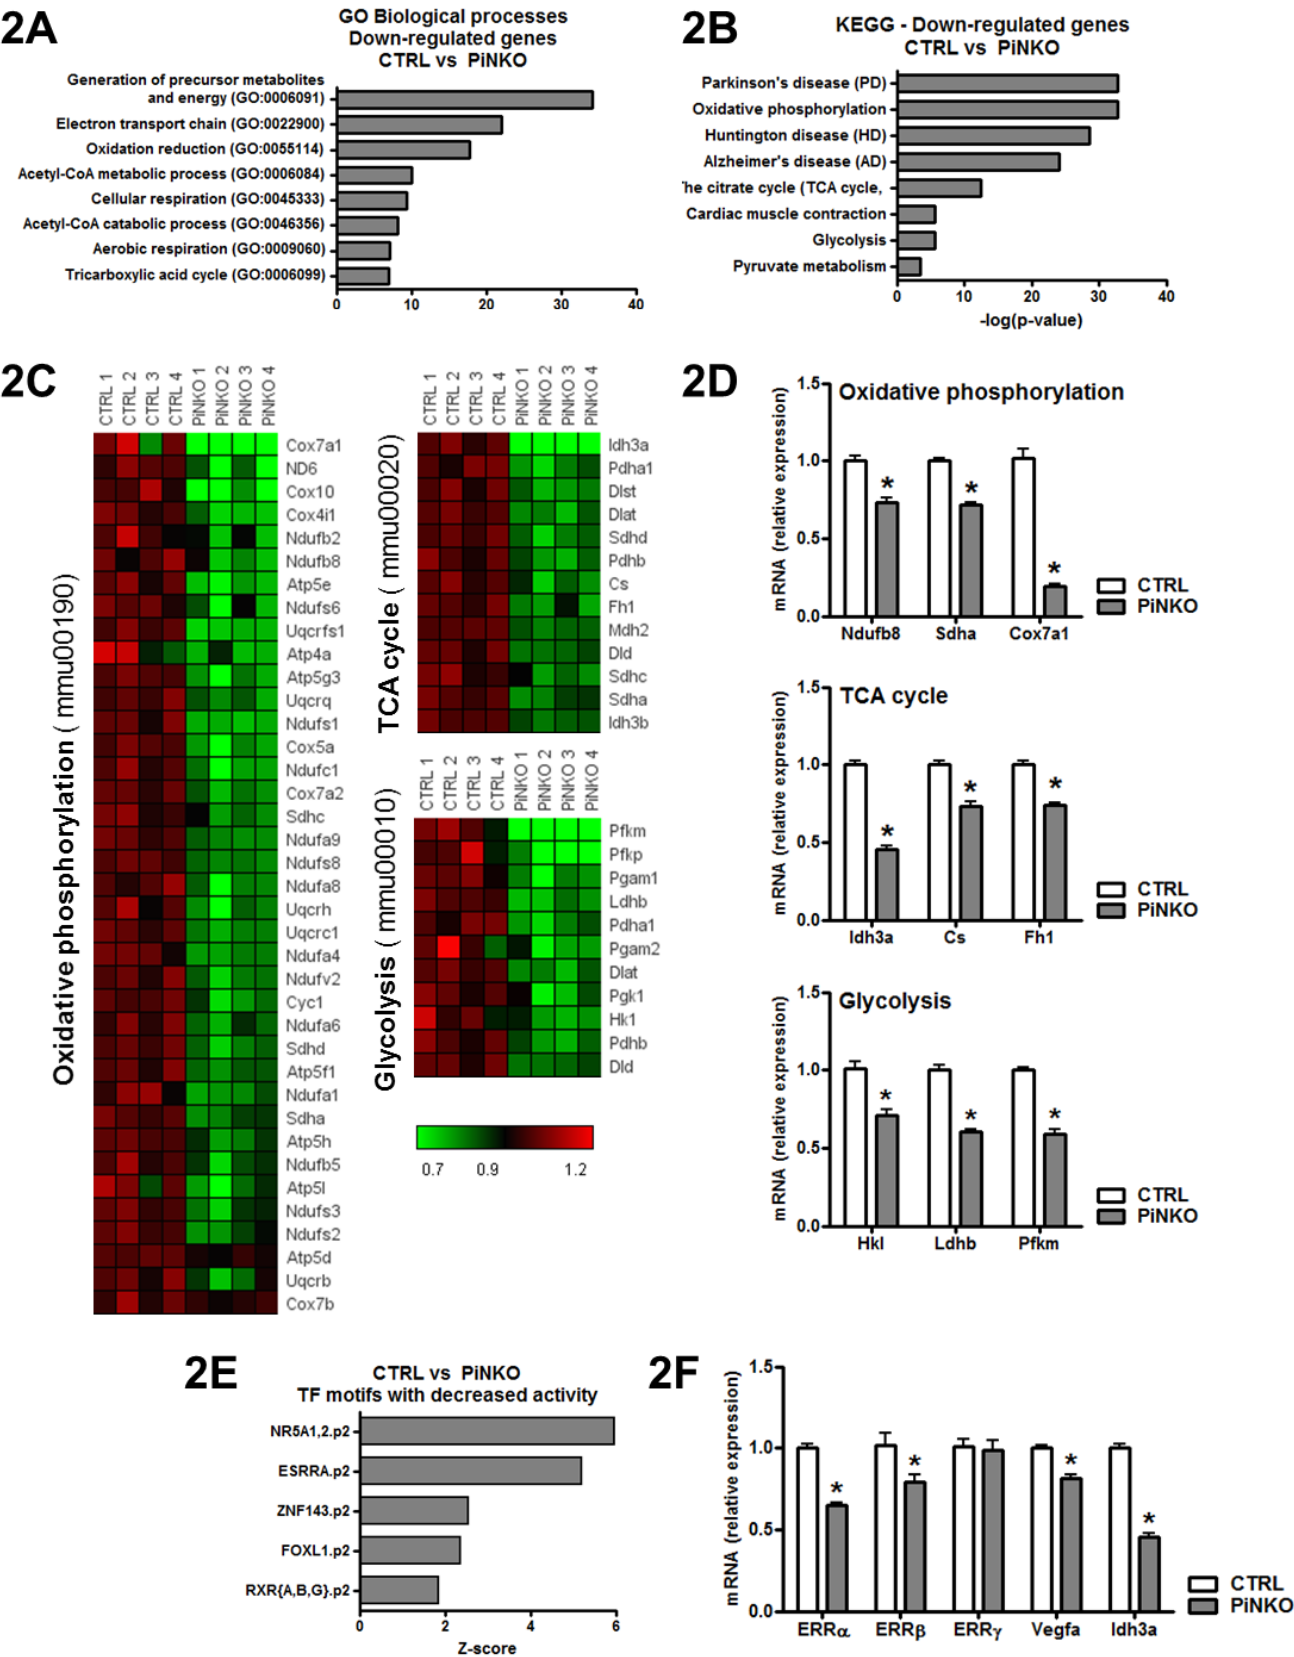 2A
GO Biological processes
Down-regulated genes
CTRL vs PiNKO
Generation of precursor metabolites
and energy (GO:0006091)
Electron transport chain (GO:0022900)
Oxidation reduction (GO:0055114)
Acetyl-CoA metabolic process (GO:0006084)
Cellular respiration (GO:0045333)
Acetyl-CoA catabolic process (GO:0046356)
Aerobic respiration (GO:0009060)
Tricarboxylic acid cycle (GO:0006099)
0 10 20 30 40
2B
KEGG - Down-regulated genes
CTRL vs PiNKO
Parkinson's disease (PD)
Oxidative phosphorylation
Huntington disease (HD)
Alzheimer's disease (AD)
he citrate cycle (TCA cycle,
Cardiac muscle contraction
Glycolysis
Pyruvate metabolism
0 10 20 30 40
-log(p-value)
2C
CTRL 1 CTRL 2 CTRL 3 CTRL 4 PiNKO 1 PiNKO 2 PiNKO 3 PiNKO 4
Oxidative phosphorylation ( mmu00190)
Cox7a1
ND6
Cox10
Cox4i1
Ndufb2
Ndufb8
Atp5e
Ndufs6
Uqcrfs1
Atp4a
Atp5g3
Uqcrq
Ndufs1
Cox5a
Ndufc1
Cox7a2
Sdhc
Ndufa9
Ndufs8
Ndufa8
Uqcrh
Uqcrc1
Ndufa4
Ndufv2
Cyc1
Ndufa6
Sdhd
Atp5f1
Ndufa1
Sdha
Atp5h
Ndufb5
Atp5l
Ndufs3
Ndufs2
Atp5d
Uqcrb
Cox7b
CTRL 1 CTRL 2 CTRL 3 CTRL 4 PiNKO 1 PiNKO 2 PiNKO 3 PiNKO 4
TCA cycle ( mmu00020)
Idh3a
Pdha1
Dlst
Dlat
Sdhd
Pdhb
Cs
Fh1
Mdh2
Dld
Sdhc
Sdha
Idh3b
CTRL 1 CTRL 2 CTRL 3 CTRL 4 PiNKO 1 PiNKO 2 PiNKO 3 PiNKO 4
Glycolysis ( mmu00010)
Pfkm
Pfkp
Pgam1
Ldhb
Pdha1
Pgam2
Dlat
Pgk1
Hk1
Pdhb
Dld
0.7 0.9 1.2
2D
Oxidative phosphorylation
mRNA (relative expression)
1.5
1.0
0.5
0.0
* * *
Ndufb8 Sdha Cox7a1
CTRL
PiNKO
TCA cycle
mRNA (relative expression)
1.5
1.0
0.5
0.0
* * *
Idh3a Cs Fh1
CTRL
PiNKO
Glycolysis
mRNA (relative expression)
1.5
1.0
0.5
0.0
* * *
HkI Ldhb Pfkm
CTRL
PiNKO
2E
CTRL vs PiNKO
TF motifs with decreased activity
NR5A1,2.p2
ESRRA.p2
ZNF143.p2
FOXL1.p2
RXR{A,B,G}.p2
0 2 4 6
Z-score
2F
mRNA (relative expression)
1.5
1.0
0.5
0.0
* * * *
ERRα ERRβ ERRγ Vegfa Idh3a
CTRL
PiNKO